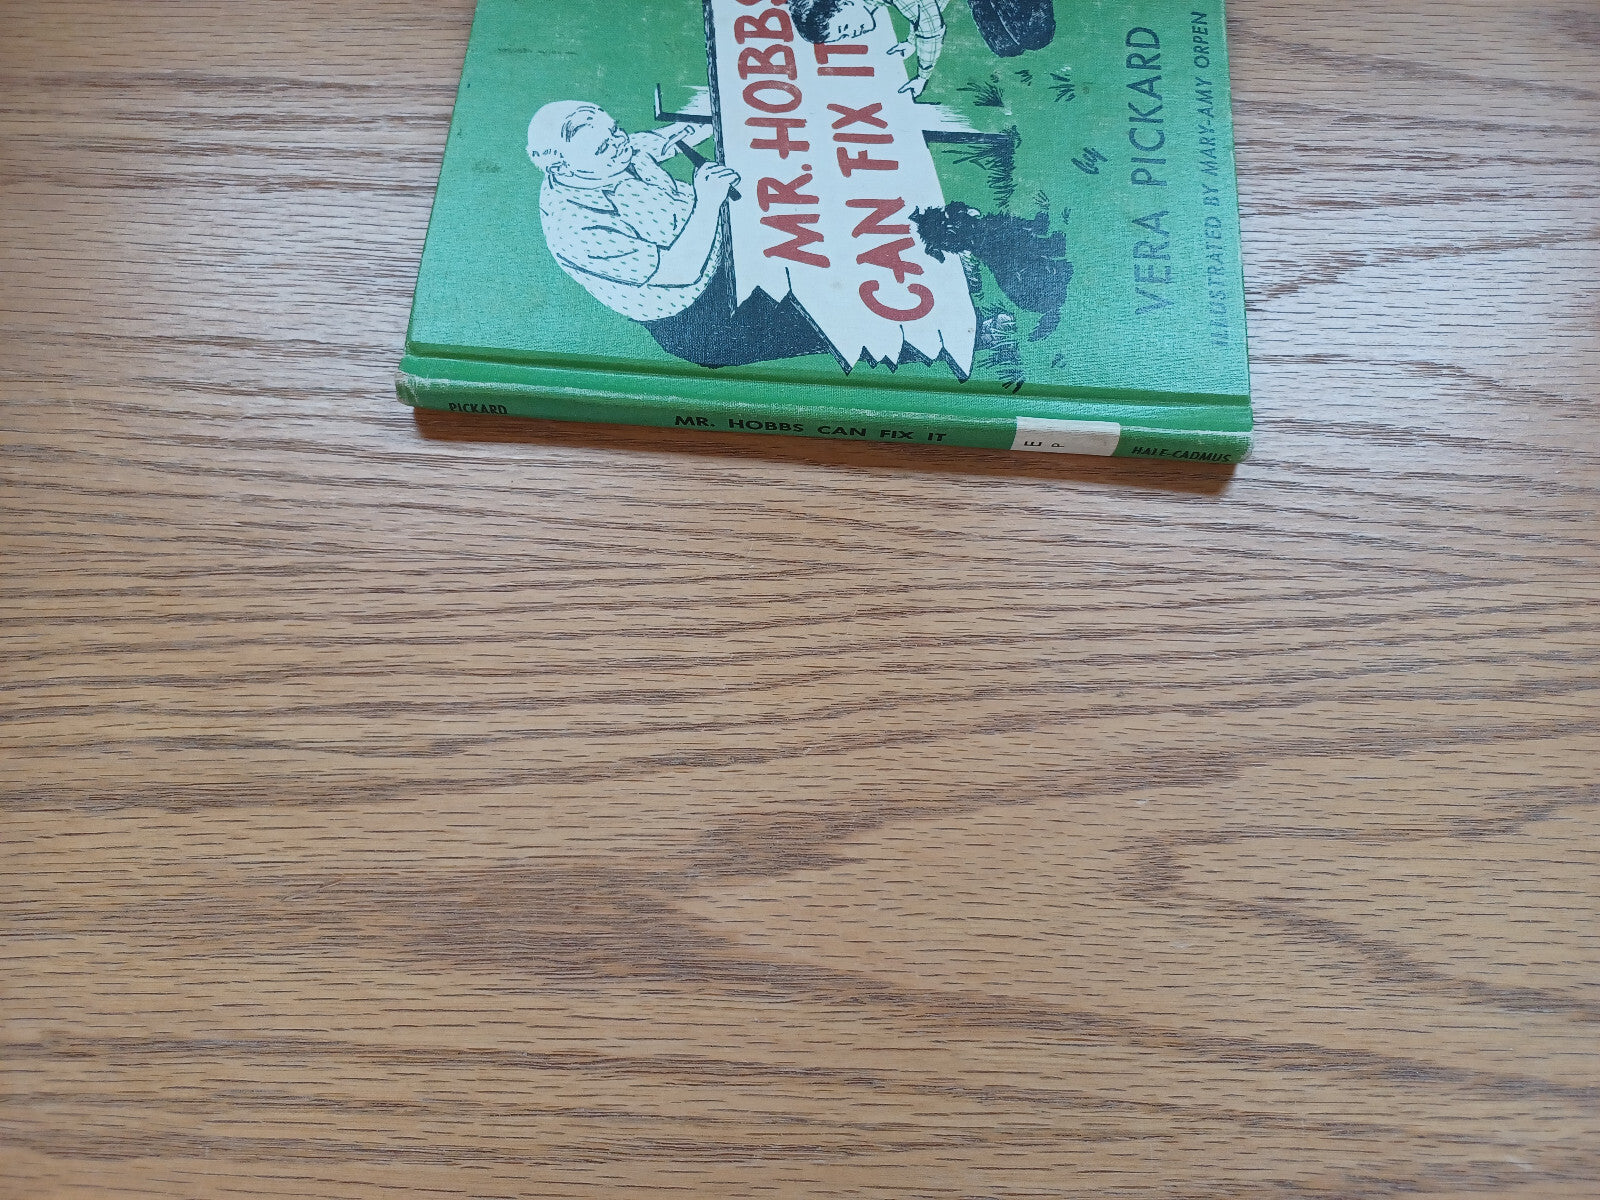 MR. HOBBS
CAN FIX IT
by
VERA PICKARD
ILLUSTRATED BY MARY-AMY ORPEN
PICKARD
MR. HOBBS CAN FIX IT
E
P
HALE-CADMUS